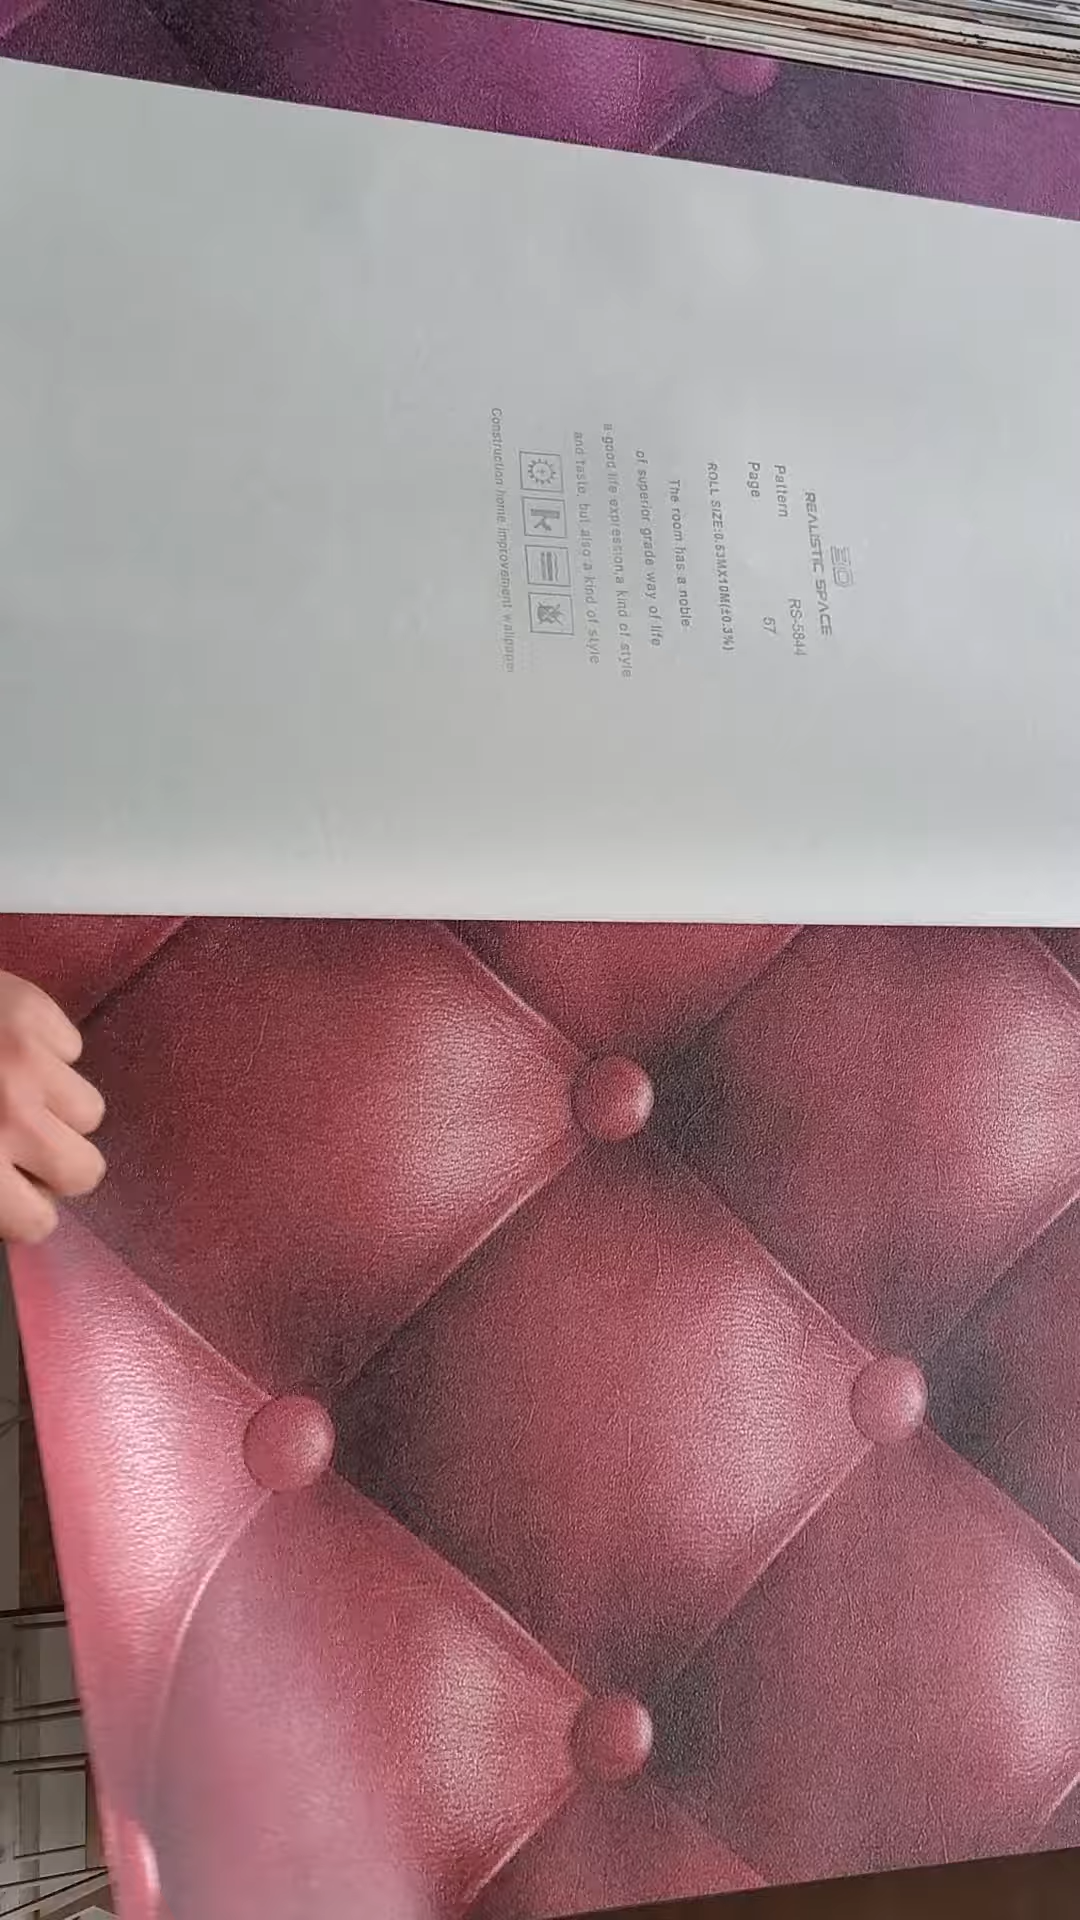 3D
REALISTIC SPACE
Pattern RS-5844
Page 57
ROLL SIZE:0.53MX10M(±0.3%)
The room has a noble
of superior grade way of life
a good life expression,a kind of style
and taste, but also a kind of style
Construction home improvement wallpaper